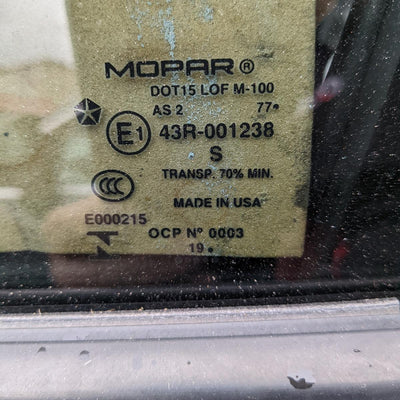 MOPAR®
DOT15 LOF M-100
AS 2 77•
E1 43R-001238
S
TRANSP. 70% MIN.
CCC
MADE IN USA
E000215
OCP Nº 0003
19 •